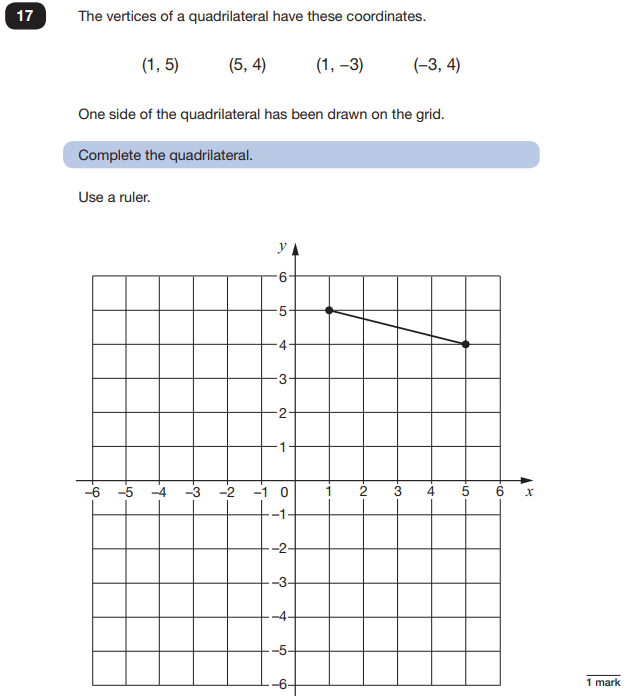 17 The vertices of a quadrilateral have these coordinates.
(1, 5) (5, 4) (1, −3) (−3, 4)
One side of the quadrilateral has been drawn on the grid.
Complete the quadrilateral.
Use a ruler.
y
6
5
4
3
2
1
−6 −5 −4 −3 −2 −1 0 1 2 3 4 5 6 x
−1
−2
−3
−4
−5
−6
1 mark